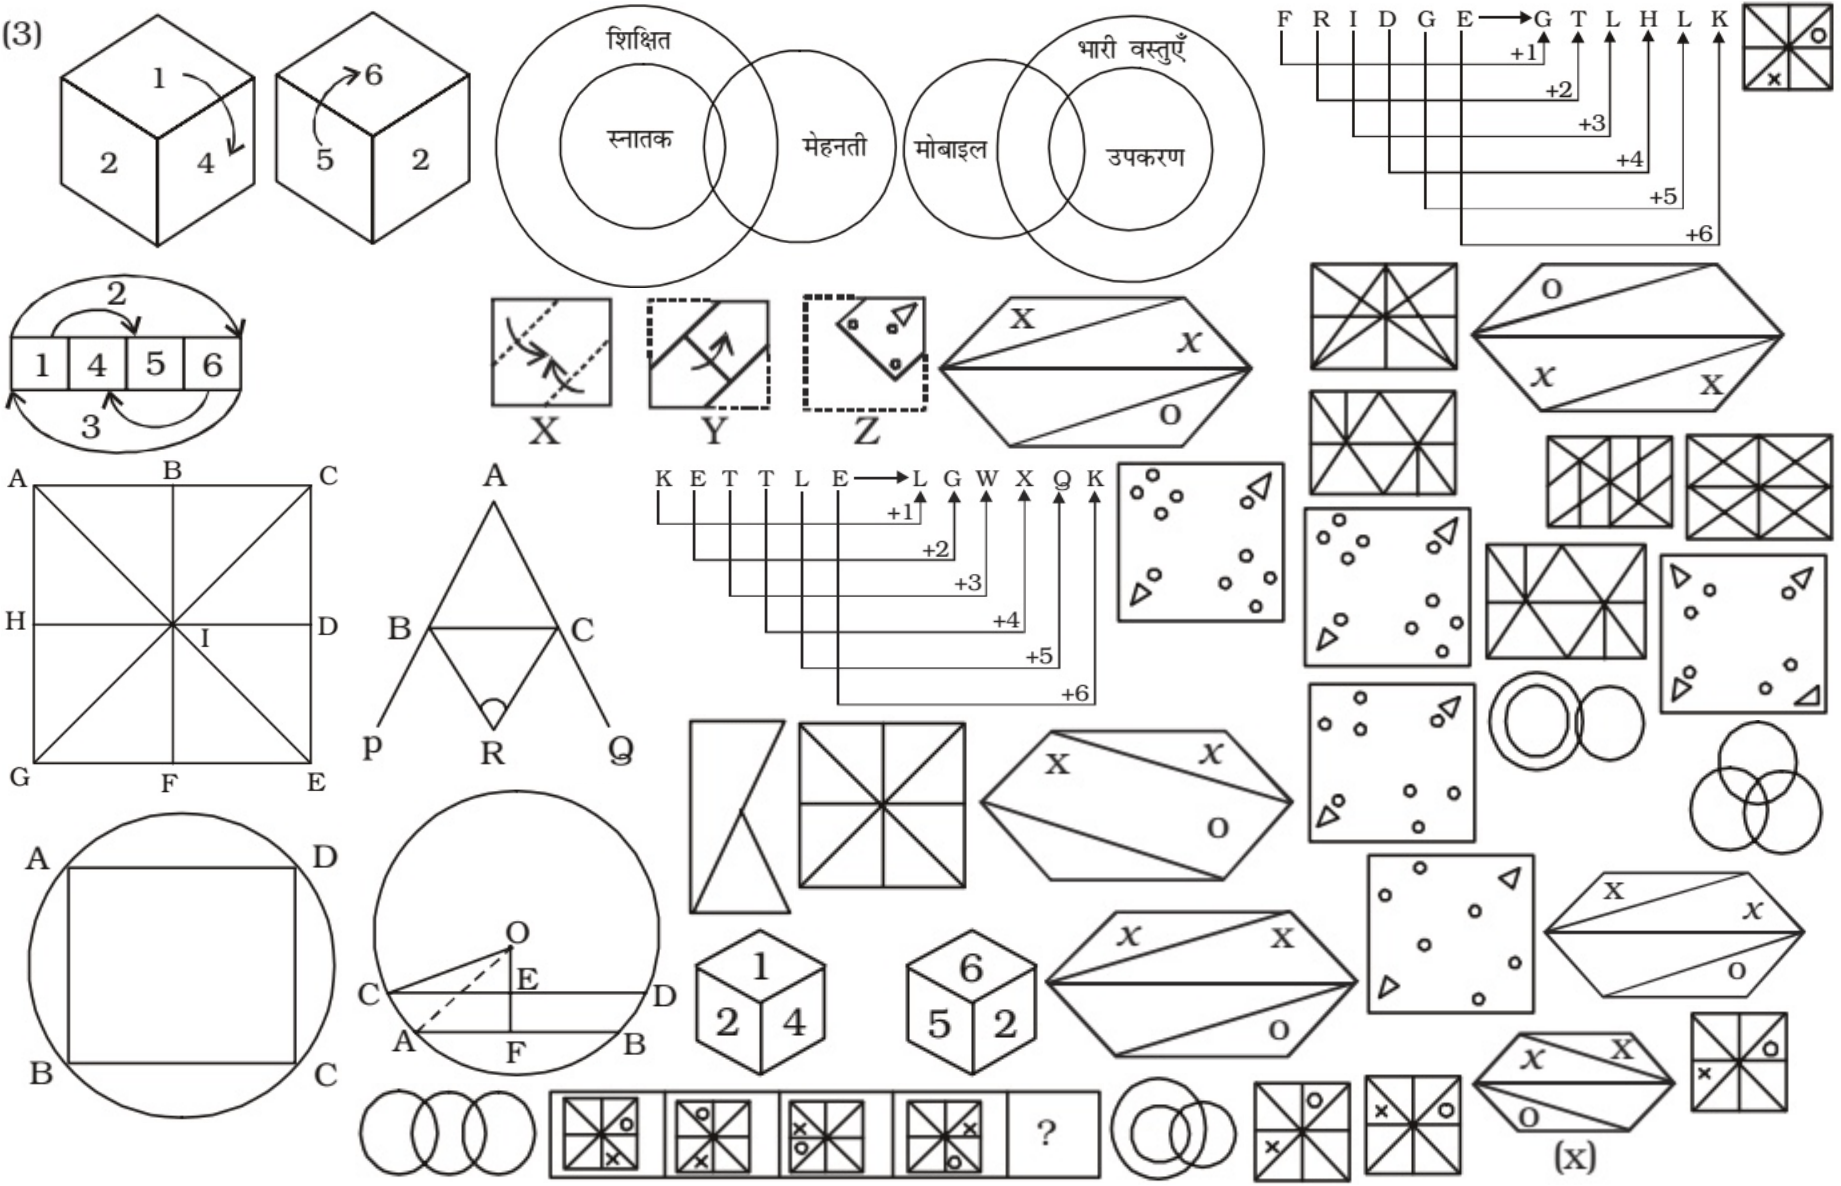 (3)
1
2
4
6
5
2
शिक्षित
स्नातक
मेहनती
मोबाइल
भारी वस्तुएँ
उपकरण
F R I D G E G T L H L K
+1
+2
+3
+4
+5
+6
2
1 4 5 6
3
X
Y
Z
X
x
O
O
x
X
A B C
H I D
G F E
A
B C
P R Q
K E T T L E L G W X Q K
+1
+2
+3
+4
+5
+6
X
x
O
A D
B C
O
C E D
A F B
1
2 4
6
5 2
x X
O
X
x
O
x X
O
(x)
?